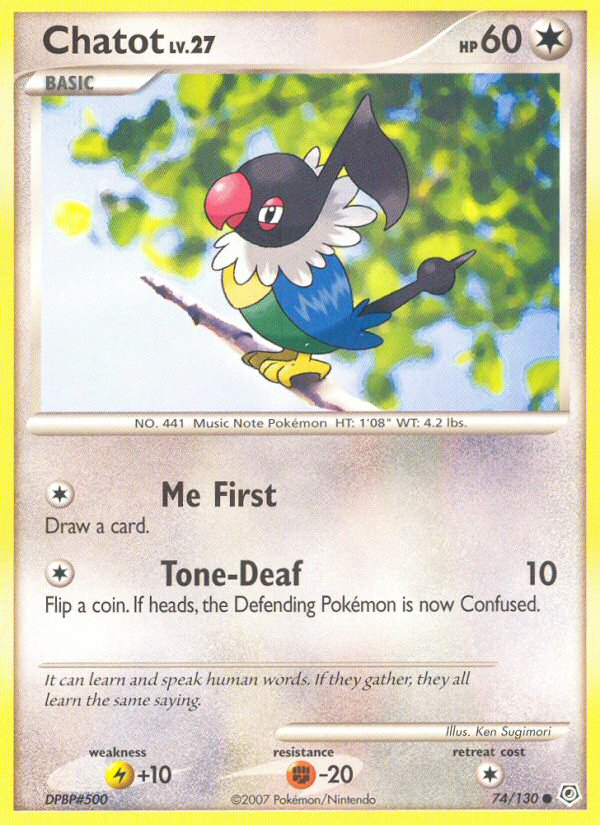 Chatot LV.27 HP 60
BASIC
NO. 441 Music Note Pokémon HT: 1'08" WT: 4.2 lbs.
Me First
Draw a card.
Tone-Deaf 10
Flip a coin. If heads, the Defending Pokémon is now Confused.
It can learn and speak human words. If they gather, they all
learn the same saying.
Illus. Ken Sugimori
weakness resistance retreat cost
+10 -20
DPBP#500 ©2007 Pokémon/Nintendo 74/130